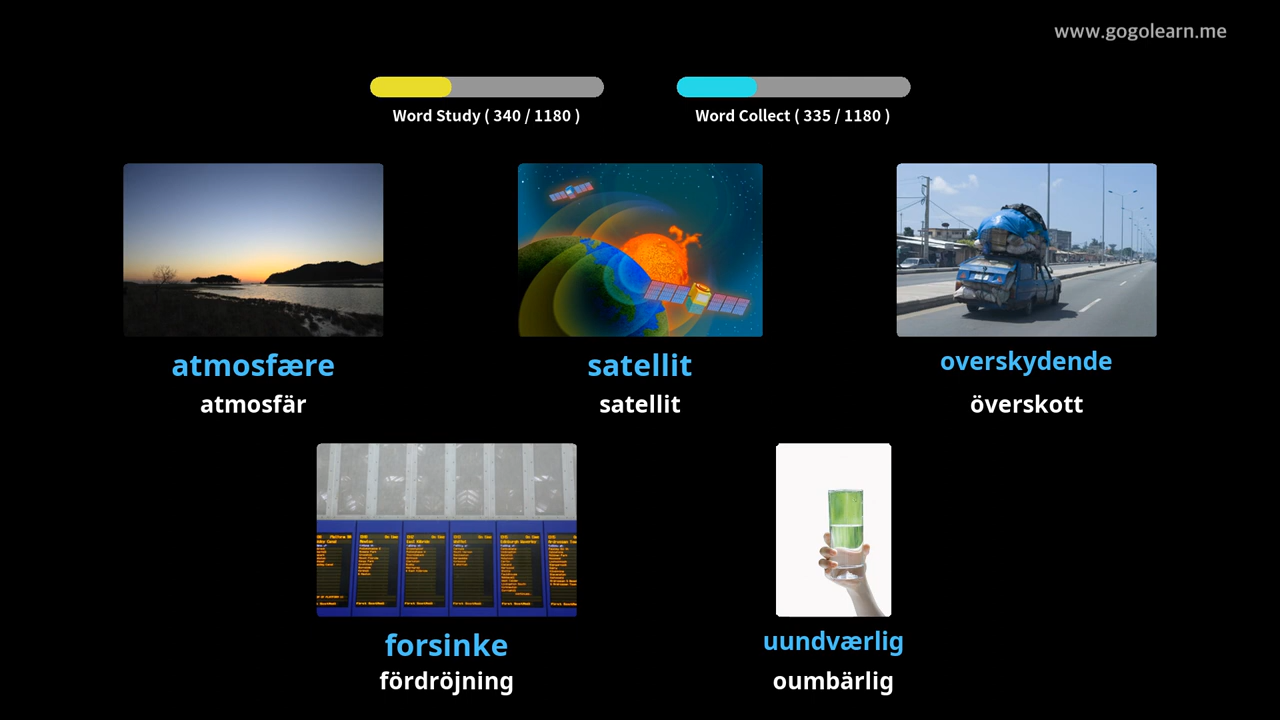 www.gogolearn.me
Word Study ( 340 / 1180 )
Word Collect ( 335 / 1180 )
atmosfære
atmosfär
satellit
satellit
overskydende
överskott
forsinke
fördröjning
uundværlig
oumbärlig